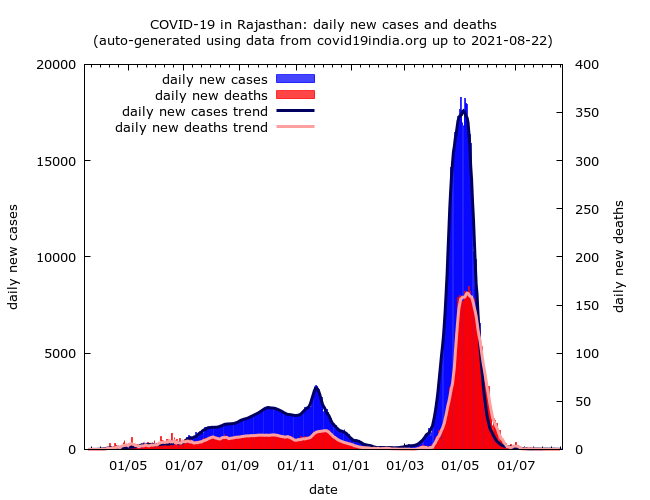 COVID-19 in Rajasthan: daily new cases and deaths
(auto-generated using data from covid19india.org up to 2021-08-22)
daily new cases
daily new deaths
daily new cases trend
daily new deaths trend
20000
15000
10000
5000
0
400
350
300
250
200
150
100
50
0
daily new cases
daily new deaths
01/05 01/07 01/09 01/11 01/01 01/03 01/05 01/07
date